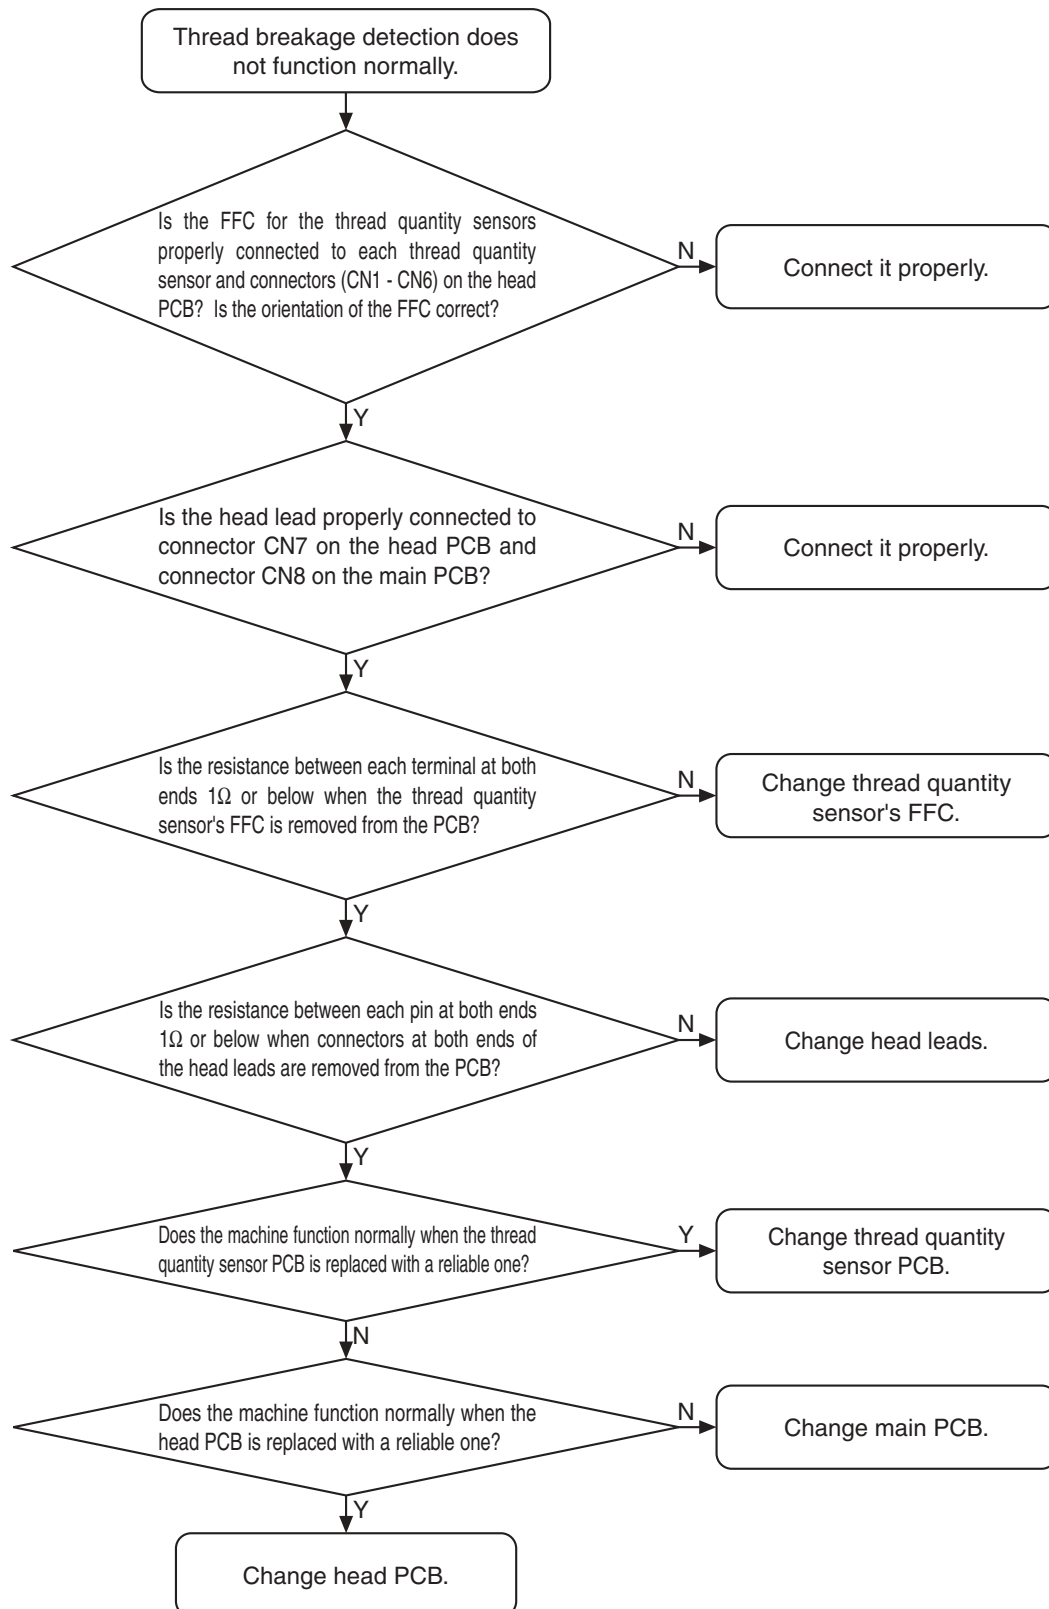 Thread breakage detection does
not function normally.
Is the FFC for the thread quantity sensors
properly connected to each thread quantity
sensor and connectors (CN1 - CN6) on the head
PCB? Is the orientation of the FFC correct?
N
Connect it properly.
Y
Is the head lead properly connected to
connector CN7 on the head PCB and
connector CN8 on the main PCB?
N
Connect it properly.
Y
Is the resistance between each terminal at both
ends 1Ω or below when the thread quantity
sensor's FFC is removed from the PCB?
N
Change thread quantity
sensor's FFC.
Y
Is the resistance between each pin at both ends
1Ω or below when connectors at both ends of
the head leads are removed from the PCB?
N
Change head leads.
Y
Does the machine function normally when the thread
quantity sensor PCB is replaced with a reliable one?
Y
Change thread quantity
sensor PCB.
N
Does the machine function normally when the
head PCB is replaced with a reliable one?
N
Change main PCB.
Y
Change head PCB.